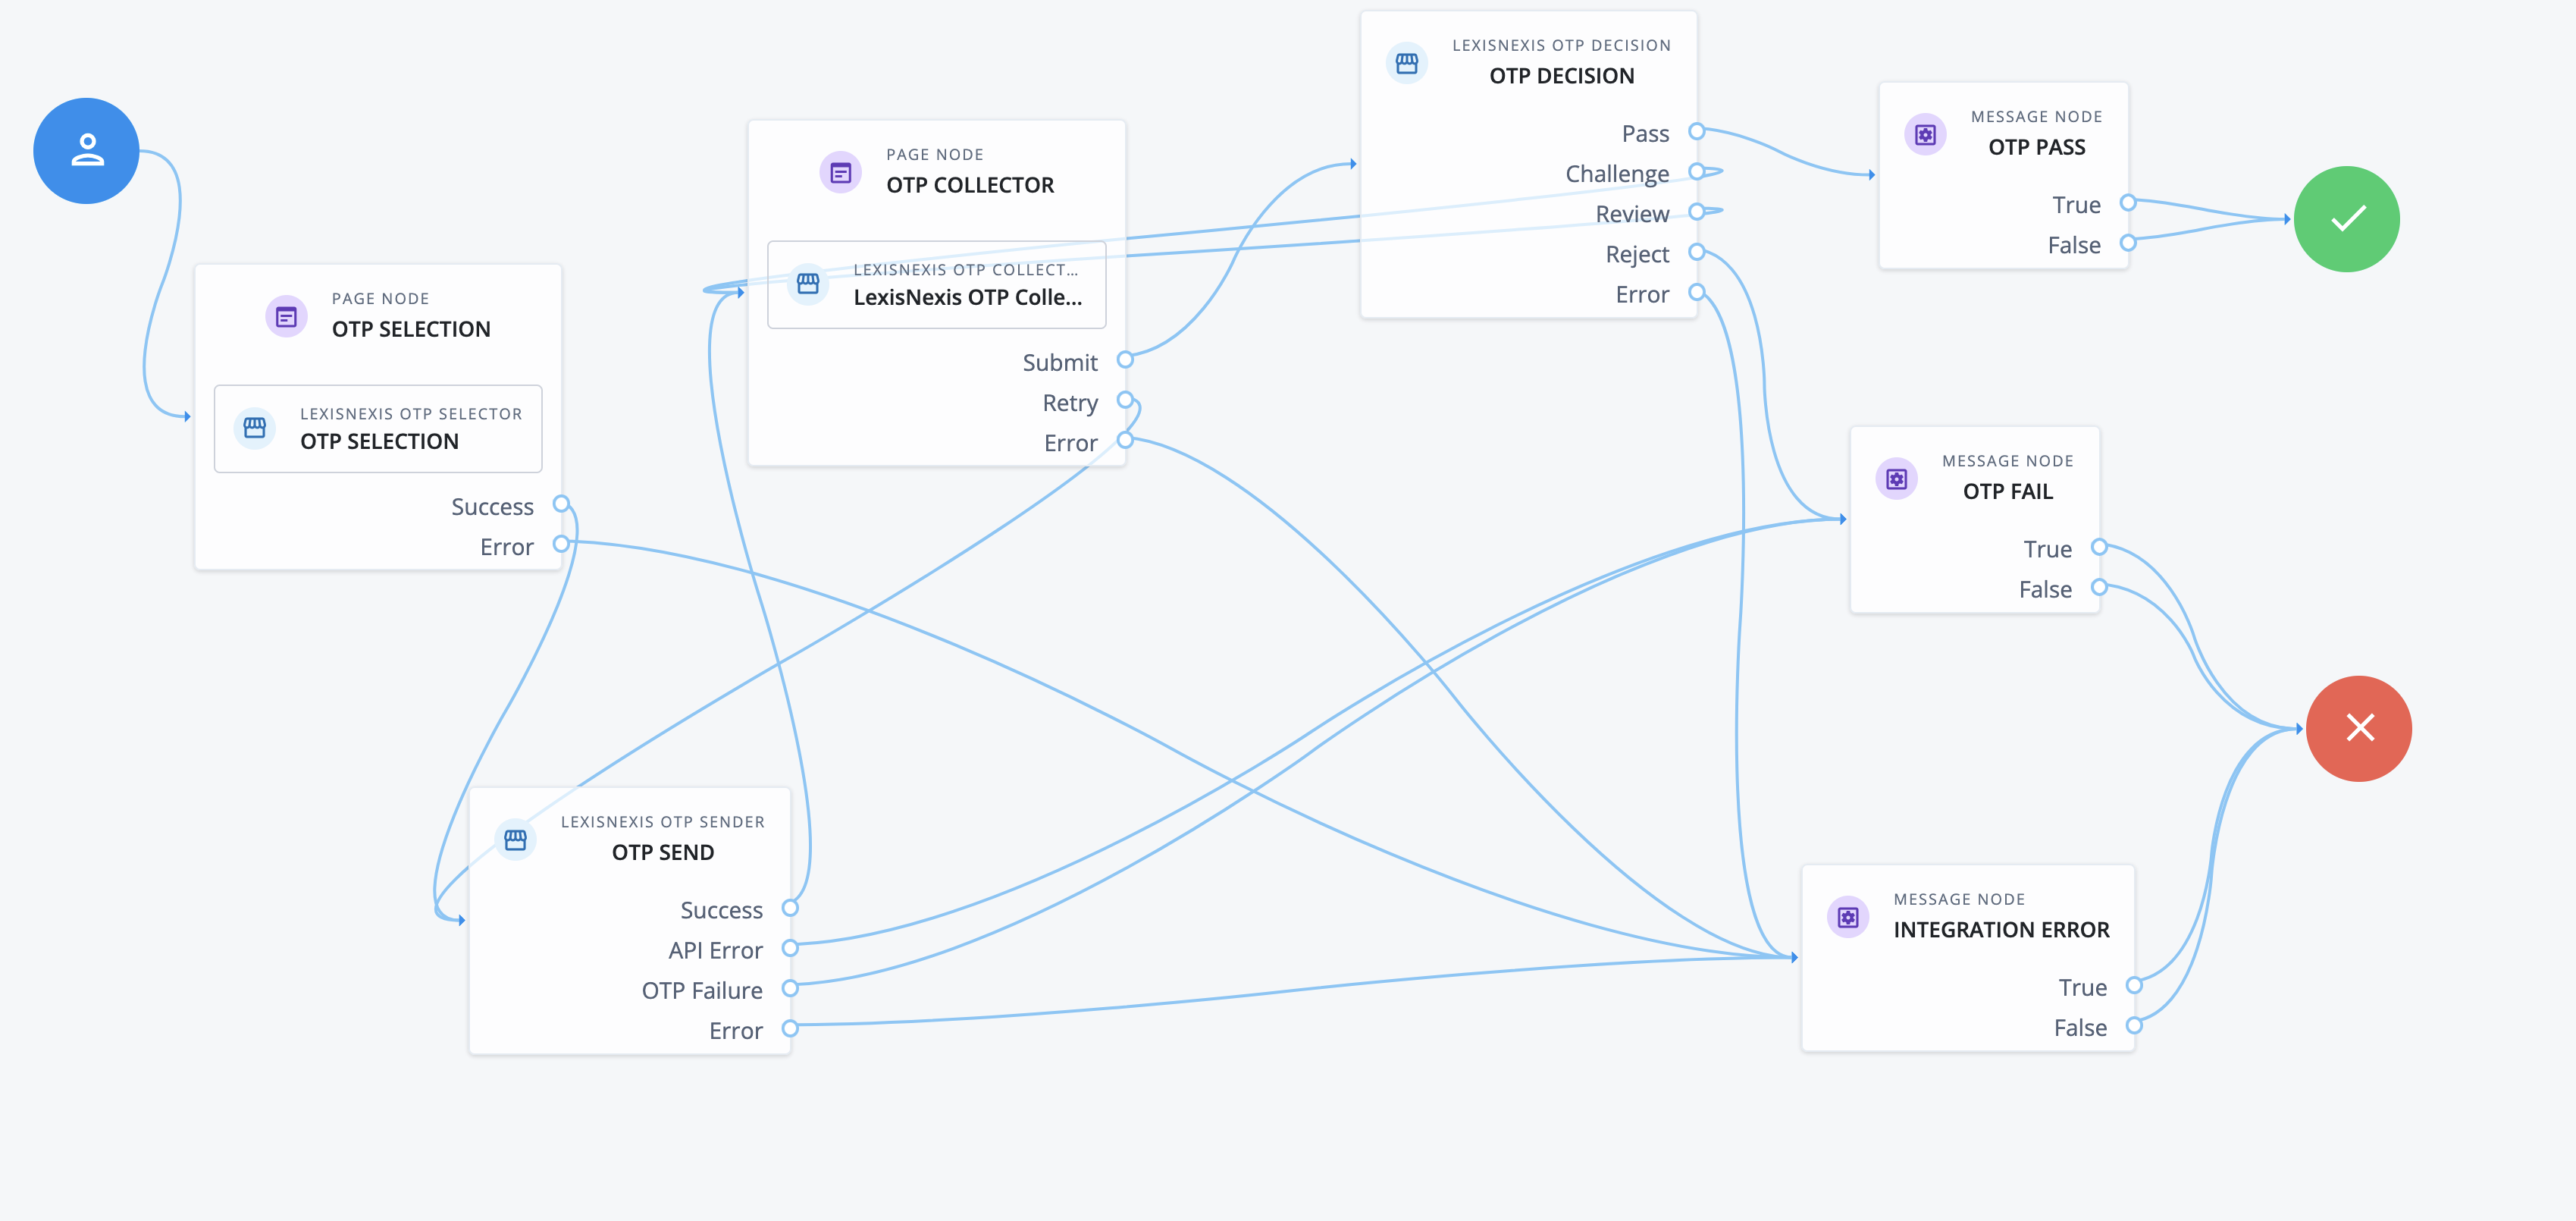 PAGE NODE
OTP SELECTION
LEXISNEXIS OTP SELECTOR
OTP SELECTION
Success
Error
PAGE NODE
OTP COLLECTOR
LEXISNEXIS OTP COLLECT...
LexisNexis OTP Colle...
Submit
Retry
Error
LEXISNEXIS OTP SENDER
OTP SEND
Success
API Error
OTP Failure
Error
LEXISNEXIS OTP DECISION
OTP DECISION
Pass
Challenge
Review
Reject
Error
MESSAGE NODE
OTP PASS
True
False
MESSAGE NODE
OTP FAIL
True
False
MESSAGE NODE
INTEGRATION ERROR
True
False